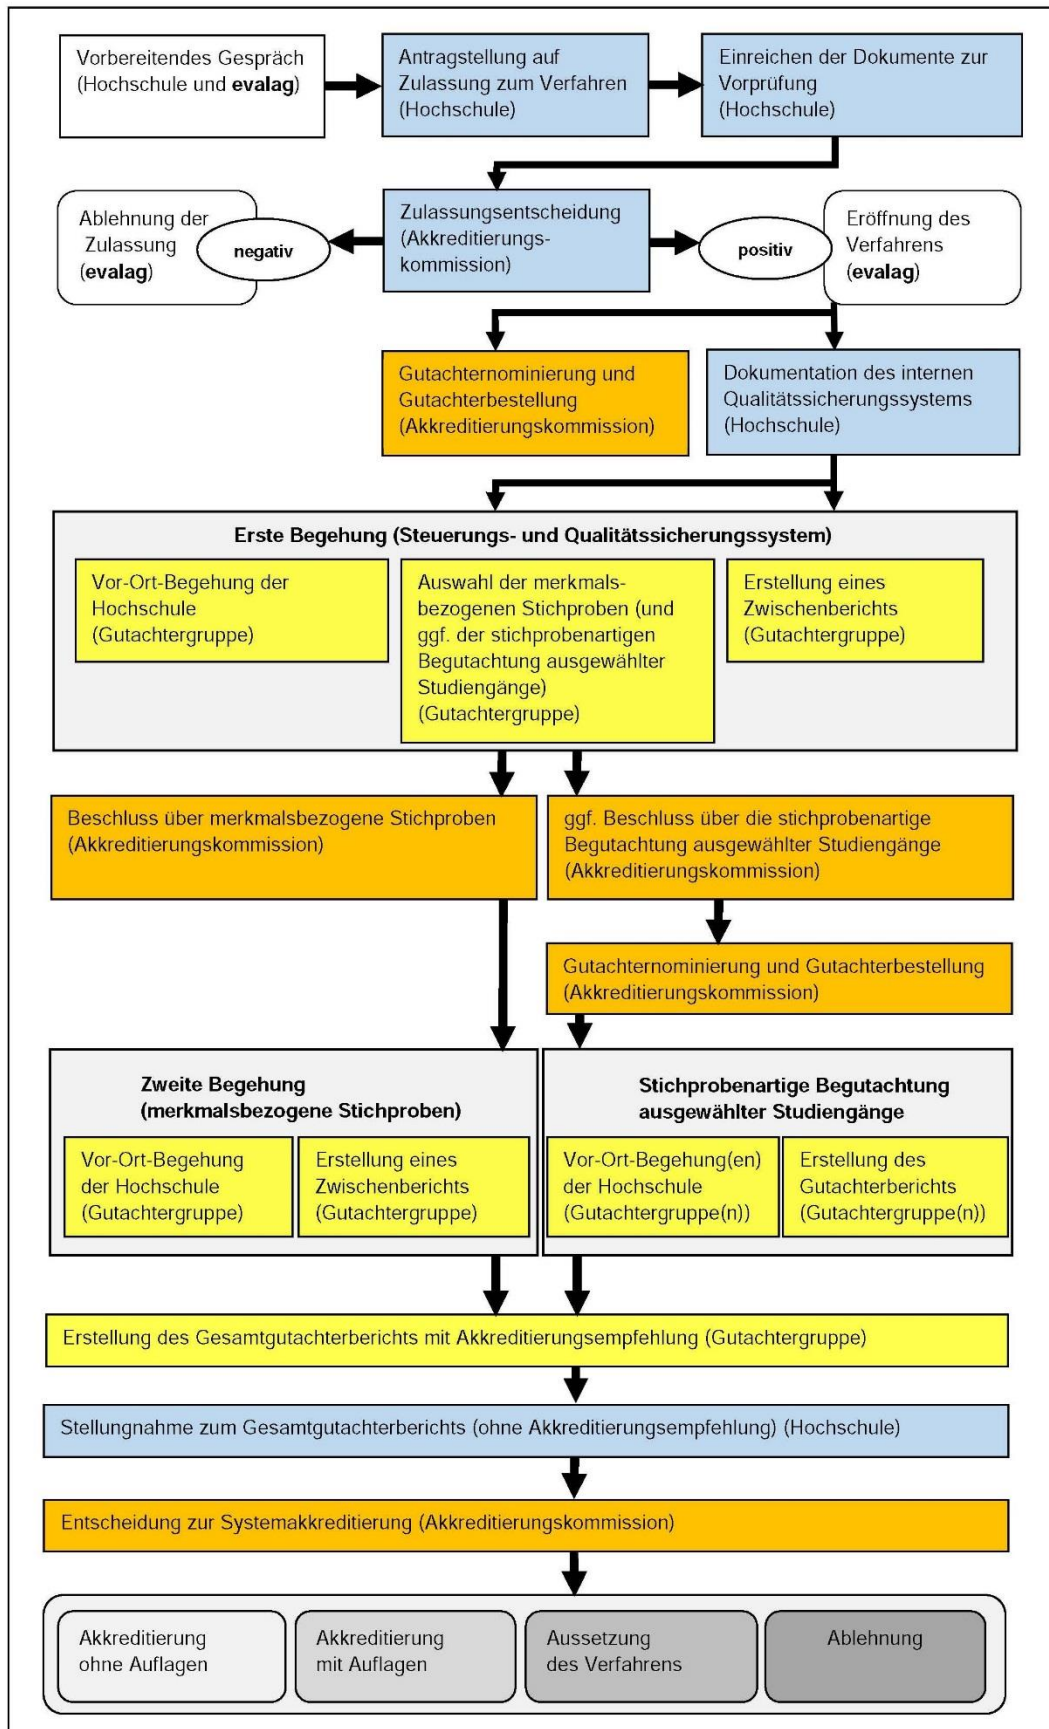 Vorbereitendes Gespräch
(Hochschule und evalag)
Antragstellung auf
Zulassung zum Verfahren
(Hochschule)
Einreichen der Dokumente zur
Vorprüfung
(Hochschule)
Ablehnung der
Zulassung
(evalag)
negativ
Zulassungsentscheidung
(Akkreditierungs-
kommission)
positiv
Eröffnung des
Verfahrens
(evalag)
Gutachternominierung und
Gutachterbestellung
(Akkreditierungskommission)
Dokumentation des internen
Qualitätssicherungssystems
(Hochschule)
Erste Begehung (Steuerungs- und Qualitätssicherungssystem)
Vor-Ort-Begehung der
Hochschule
(Gutachtergruppe)
Auswahl der merkmals-
bezogenen Stichproben (und
ggf. der stichprobenartigen
Begutachtung ausgewählter
Studiengänge)
(Gutachtergruppe)
Erstellung eines
Zwischenberichts
(Gutachtergruppe)
Beschluss über merkmalsbezogene Stichproben
(Akkreditierungskommission)
ggf. Beschluss über die stichprobenartige
Begutachtung ausgewählter Studiengänge
(Akkreditierungskommission)
Gutachternominierung und Gutachterbestellung
(Akkreditierungskommission)
Zweite Begehung
(merkmalsbezogene Stichproben)
Vor-Ort-Begehung
der Hochschule
(Gutachtergruppe)
Erstellung eines
Zwischenberichts
(Gutachtergruppe)
Stichprobenartige Begutachtung
ausgewählter Studiengänge
Vor-Ort-Begehung(en)
der Hochschule
(Gutachtergruppe(n))
Erstellung des
Gutachterberichts
(Gutachtergruppe(n))
Erstellung des Gesamtgutachterberichts mit Akkreditierungsempfehlung (Gutachtergruppe)
Stellungnahme zum Gesamtgutachterberichts (ohne Akkreditierungsempfehlung) (Hochschule)
Entscheidung zur Systemakkreditierung (Akkreditierungskommission)
Akkreditierung
ohne Auflagen
Akkreditierung
mit Auflagen
Aussetzung
des Verfahrens
Ablehnung